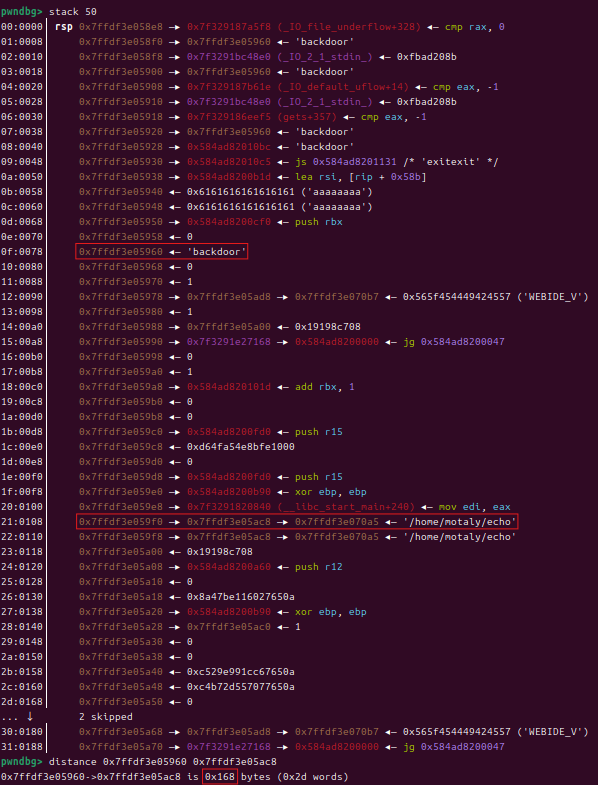 pwndbg> stack 50
00:0000│ rsp 0x7ffdf3e058e8 —▸ 0x7f329187a5f8 (_IO_file_underflow+328) ◂— cmp rax, 0
01:0008│     0x7ffdf3e058f0 —▸ 0x7ffdf3e05960 ◂— 'backdoor'
02:0010│     0x7ffdf3e058f8 —▸ 0x7f3291bc48e0 (_IO_2_1_stdin_) ◂— 0xfbad208b
03:0018│     0x7ffdf3e05900 —▸ 0x7ffdf3e05960 ◂— 'backdoor'
04:0020│     0x7ffdf3e05908 —▸ 0x7f329187b61e (_IO_default_uflow+14) ◂— cmp eax, -1
05:0028│     0x7ffdf3e05910 —▸ 0x7f3291bc48e0 (_IO_2_1_stdin_) ◂— 0xfbad208b
06:0030│     0x7ffdf3e05918 —▸ 0x7f329186eef5 (gets+357) ◂— cmp eax, -1
07:0038│     0x7ffdf3e05920 —▸ 0x7ffdf3e05960 ◂— 'backdoor'
08:0040│     0x7ffdf3e05928 —▸ 0x584ad82010bc ◂— 'backdoor'
09:0048│     0x7ffdf3e05930 —▸ 0x584ad82010c5 ◂— js 0x584ad8201131 /* 'exitexit' */
0a:0050│     0x7ffdf3e05938 —▸ 0x584ad8200b1d ◂— lea rsi, [rip + 0x58b]
0b:0058│     0x7ffdf3e05940 ◂— 0x6161616161616161 ('aaaaaaaa')
0c:0060│     0x7ffdf3e05948 ◂— 0x6161616161616161 ('aaaaaaaa')
0d:0068│     0x7ffdf3e05950 —▸ 0x584ad8200cf0 ◂— push rbx
0e:0070│     0x7ffdf3e05958 ◂— 0
0f:0078│     0x7ffdf3e05960 ◂— 'backdoor'
10:0080│     0x7ffdf3e05968 ◂— 0
11:0088│     0x7ffdf3e05970 ◂— 1
12:0090│     0x7ffdf3e05978 —▸ 0x7ffdf3e05ad8 —▸ 0x7ffdf3e070b7 ◂— 0x565f454449424557 ('WEBIDE_V')
13:0098│     0x7ffdf3e05980 ◂— 1
14:00a0│     0x7ffdf3e05988 —▸ 0x7ffdf3e05a00 ◂— 0x19198c708
15:00a8│     0x7ffdf3e05990 —▸ 0x7f3291e27168 —▸ 0x584ad8200000 ◂— jg 0x584ad8200047
16:00b0│     0x7ffdf3e05998 ◂— 0
17:00b8│     0x7ffdf3e059a0 ◂— 1
18:00c0│     0x7ffdf3e059a8 —▸ 0x584ad820101d ◂— add rbx, 1
19:00c8│     0x7ffdf3e059b0 ◂— 0
1a:00d0│     0x7ffdf3e059b8 ◂— 0
1b:00d8│     0x7ffdf3e059c0 —▸ 0x584ad8200fd0 ◂— push r15
1c:00e0│     0x7ffdf3e059c8 ◂— 0xd64fa54e8bfe1000
1d:00e8│     0x7ffdf3e059d0 ◂— 0
1e:00f0│     0x7ffdf3e059d8 —▸ 0x584ad8200fd0 ◂— push r15
1f:00f8│     0x7ffdf3e059e0 —▸ 0x584ad8200b90 ◂— xor ebp, ebp
20:0100│     0x7ffdf3e059e8 —▸ 0x7f3291820840 (__libc_start_main+240) ◂— mov edi, eax
21:0108│     0x7ffdf3e059f0 —▸ 0x7ffdf3e05ac8 —▸ 0x7ffdf3e070a5 ◂— '/home/motaly/echo'
22:0110│     0x7ffdf3e059f8 —▸ 0x7ffdf3e05ac8 —▸ 0x7ffdf3e070a5 ◂— '/home/motaly/echo'
23:0118│     0x7ffdf3e05a00 ◂— 0x19198c708
24:0120│     0x7ffdf3e05a08 —▸ 0x584ad8200a60 ◂— push r12
25:0128│     0x7ffdf3e05a10 ◂— 0
26:0130│     0x7ffdf3e05a18 ◂— 0x8a47be116027650a
27:0138│     0x7ffdf3e05a20 —▸ 0x584ad8200b90 ◂— xor ebp, ebp
28:0140│     0x7ffdf3e05a28 —▸ 0x7ffdf3e05ac0 ◂— 1
29:0148│     0x7ffdf3e05a30 ◂— 0
2a:0150│     0x7ffdf3e05a38 ◂— 0
2b:0158│     0x7ffdf3e05a40 ◂— 0xc529e991cc67650a
2c:0160│     0x7ffdf3e05a48 ◂— 0xc4b72d557077650a
2d:0168│     0x7ffdf3e05a50 ◂— 0
... ↓        2 skipped
30:0180│     0x7ffdf3e05a68 —▸ 0x7ffdf3e05ad8 —▸ 0x7ffdf3e070b7 ◂— 0x565f454449424557 ('WEBIDE_V')
31:0188│     0x7ffdf3e05a70 —▸ 0x7f3291e27168 —▸ 0x584ad8200000 ◂— jg 0x584ad8200047
pwndbg> distance 0x7ffdf3e05960 0x7ffdf3e05ac8
0x7ffdf3e05960->0x7ffdf3e05ac8 is 0x168 bytes (0x2d words)